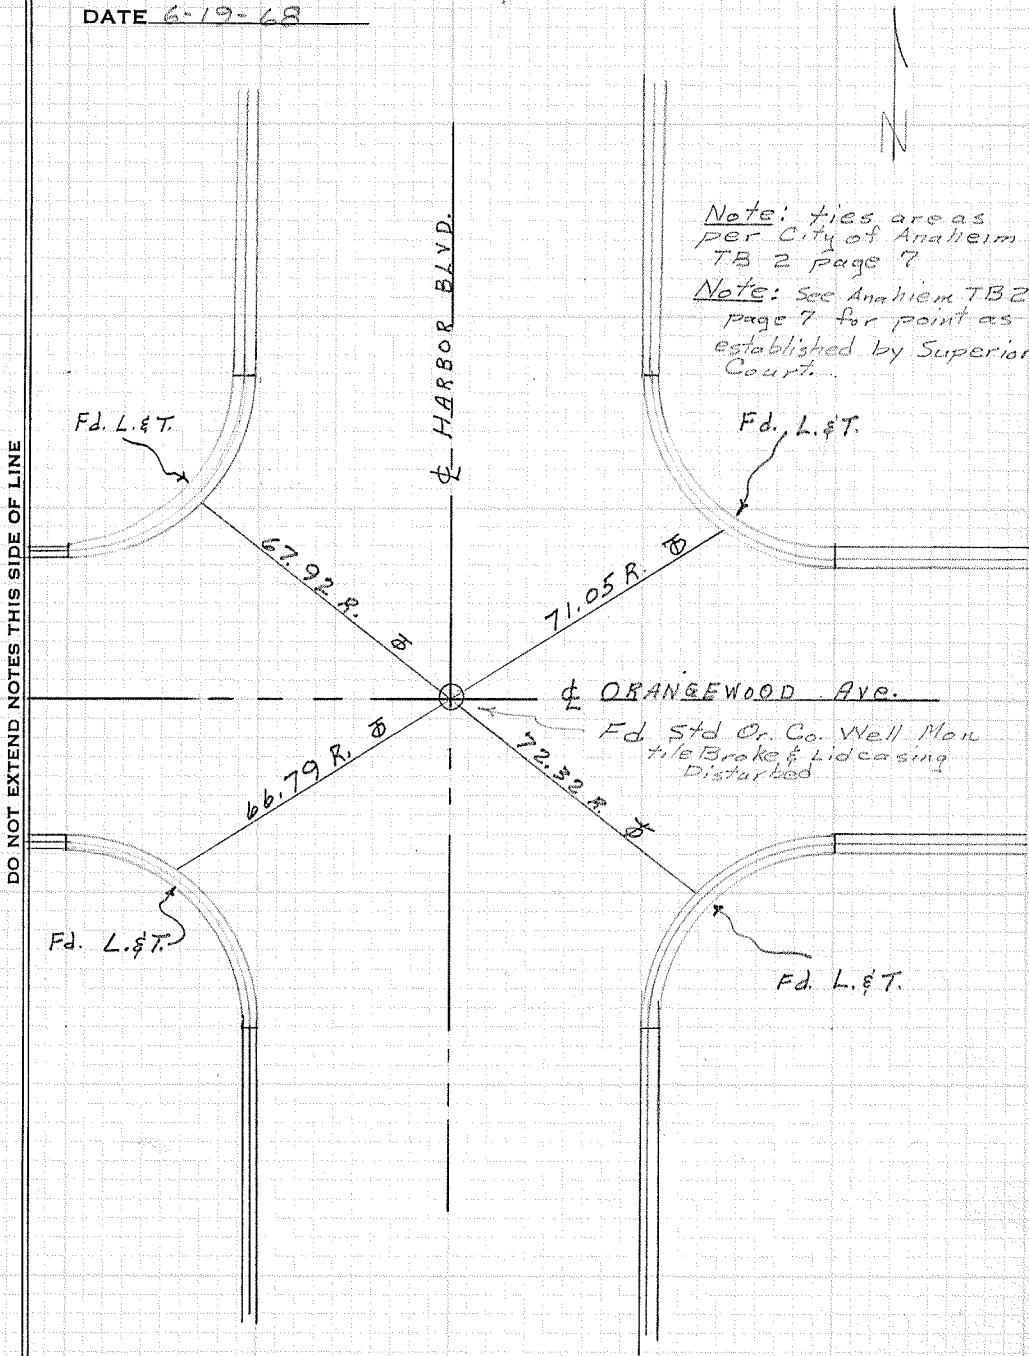 DATE 6-19-68
N
Note: ties are as
per City of Anaheim
TB 2 page 7
Note: See Anahiem TB2
page 7 for point as
established by Superior
Court.
℄ HARBOR BLVD.
Fd. L.&T.
Fd. L.&T.
67.92 R.
71.05 R.
℄ ORANGEWOOD Ave.
Fd Std Or. Co. Well Mon
tile Broke & Lid casing
Disturbed
66.79 R.
72.32 R.
Fd. L.&T.
Fd. L.&T.
DO NOT EXTEND NOTES THIS SIDE OF LINE